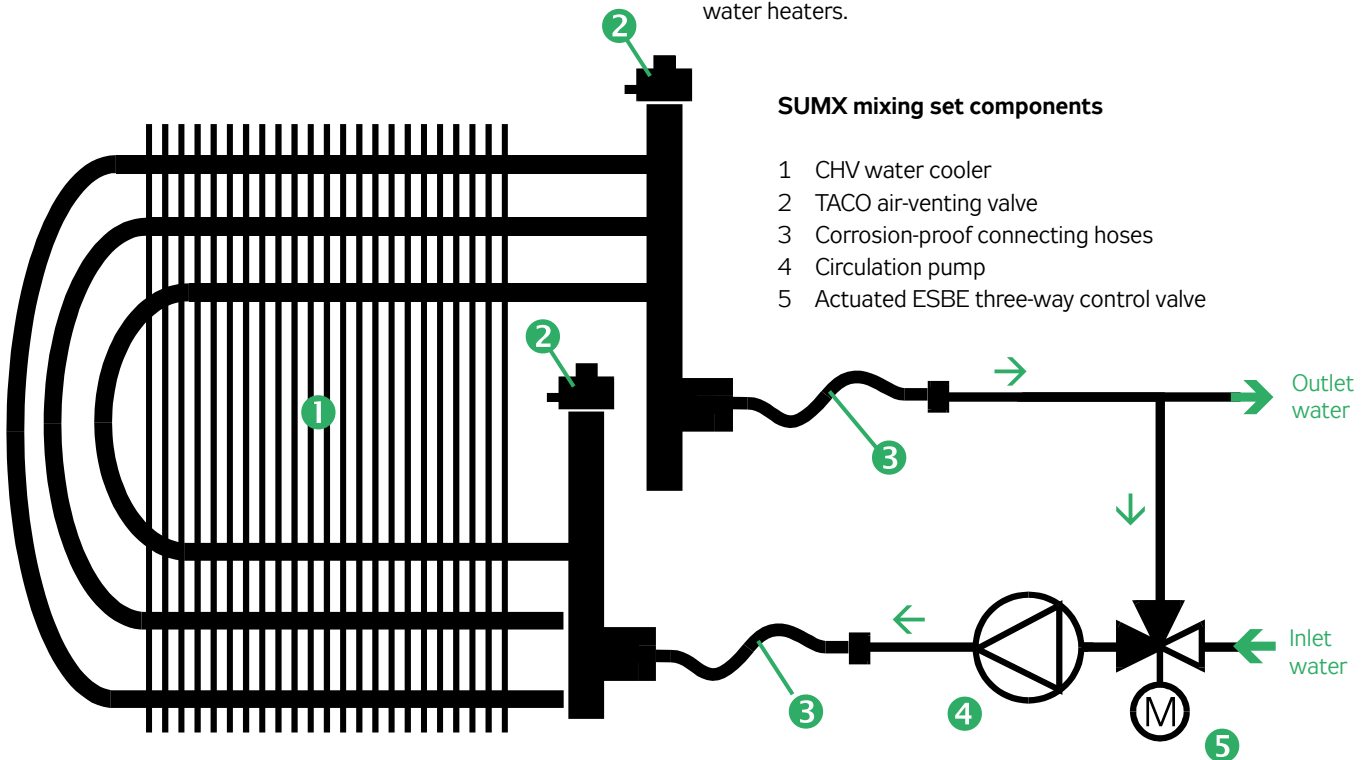 water heaters.
2
SUMX mixing set components
1 CHV water cooler
2 TACO air-venting valve
3 Corrosion-proof connecting hoses
4 Circulation pump
5 Actuated ESBE three-way control valve
2
1
Outlet
water
3
Inlet
water
3
4
M
5